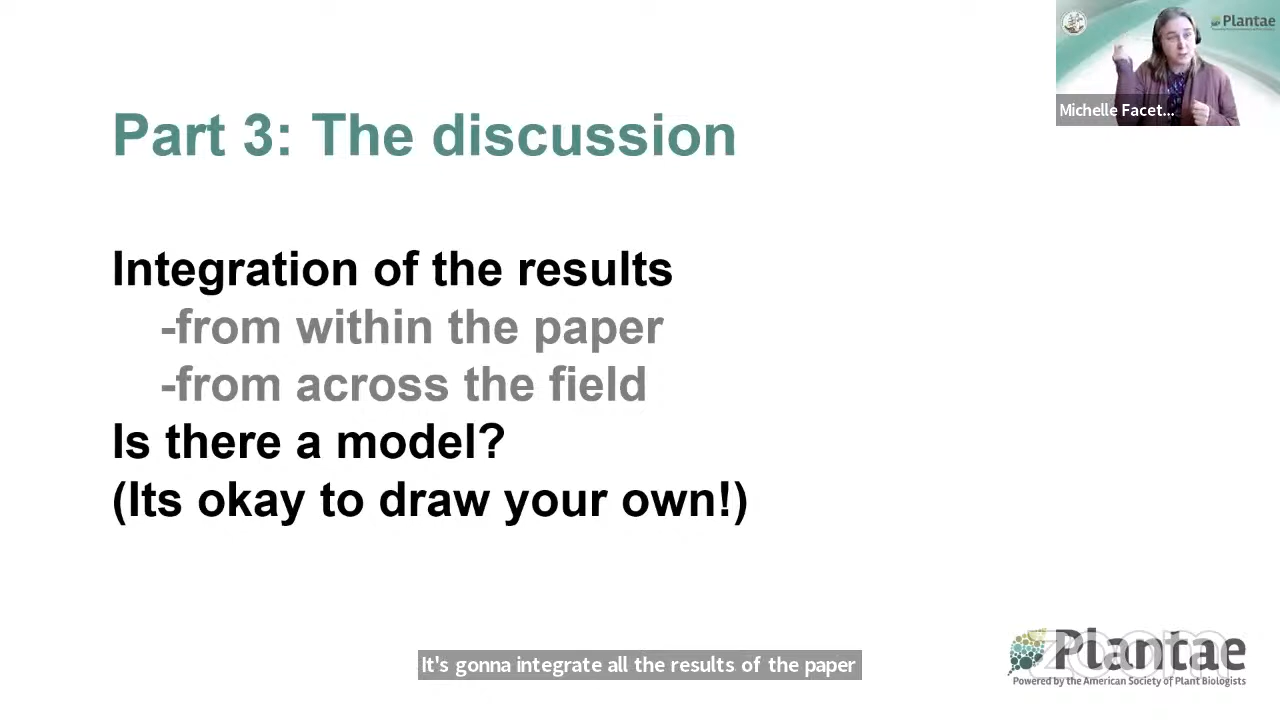 Plantae
Michelle Facet...
Part 3: The discussion
Integration of the results
-from within the paper
-from across the field
Is there a model?
(Its okay to draw your own!)
It's gonna integrate all the results of the paper
zoom
Plantae
Powered by the American Society of Plant Biologists